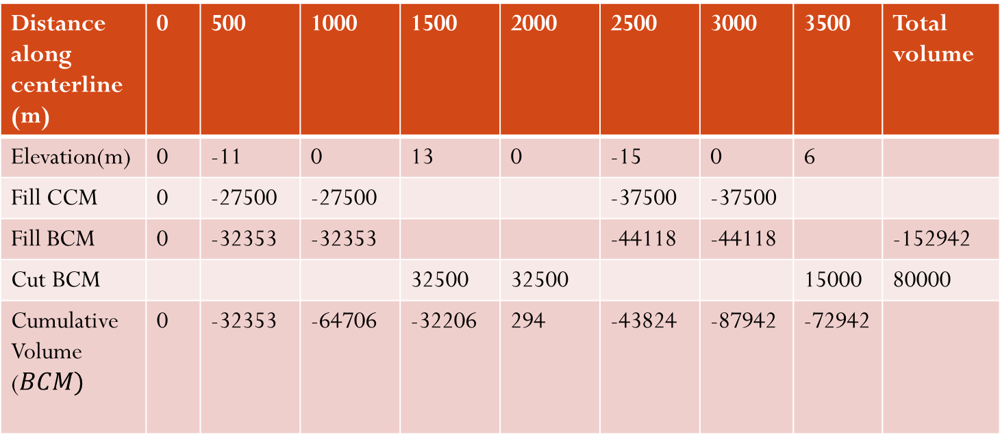 Distance along centerline (m) 0 500 1000 1500 2000 2500 3000 3500 Total volume
Elevation(m) 0 -11 0 13 0 -15 0 6
Fill CCM 0 -27500 -27500 -37500 -37500
Fill BCM 0 -32353 -32353 -44118 -44118 -152942
Cut BCM 32500 32500 15000 80000
Cumulative Volume (BCM) 0 -32353 -64706 -32206 294 -43824 -87942 -72942